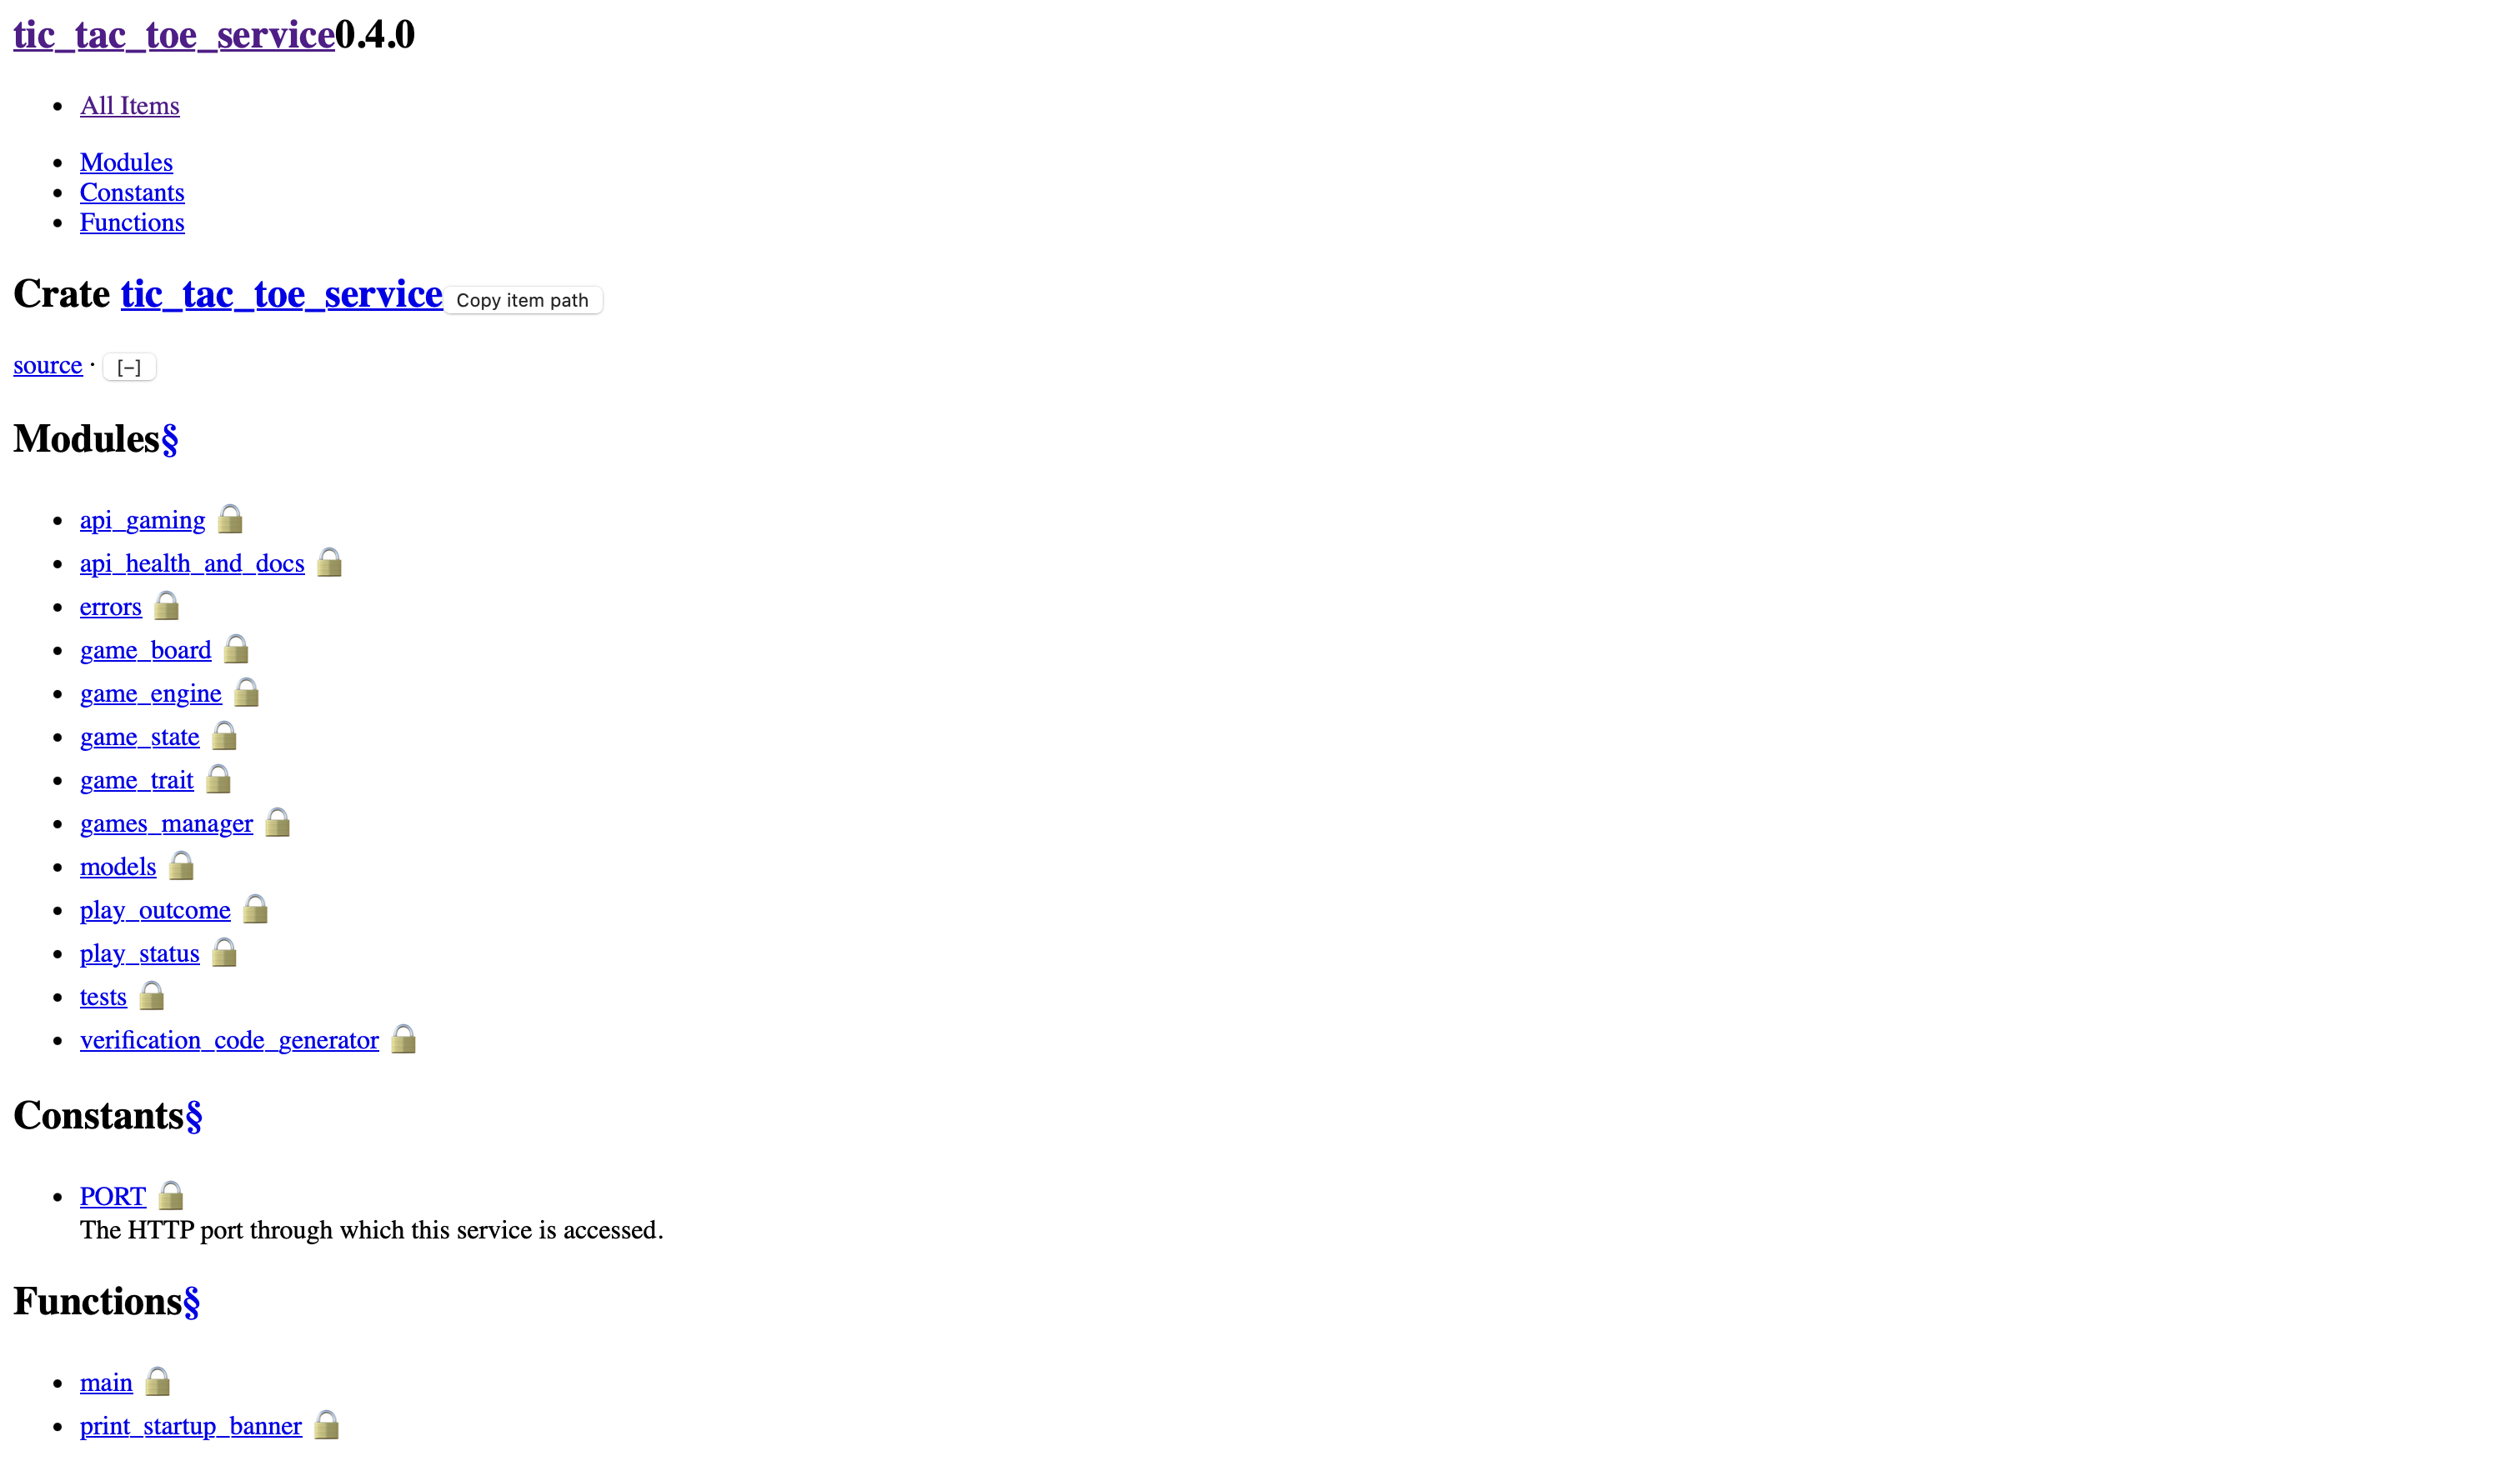 tic_tac_toe_service0.4.0
All Items
Modules
Constants
Functions
Crate tic_tac_toe_service Copy item path
source · [−]
Modules§
api_gaming
api_health_and_docs
errors
game_board
game_engine
game_state
game_trait
games_manager
models
play_outcome
play_status
tests
verification_code_generator
Constants§
PORT
The HTTP port through which this service is accessed.
Functions§
main
print_startup_banner